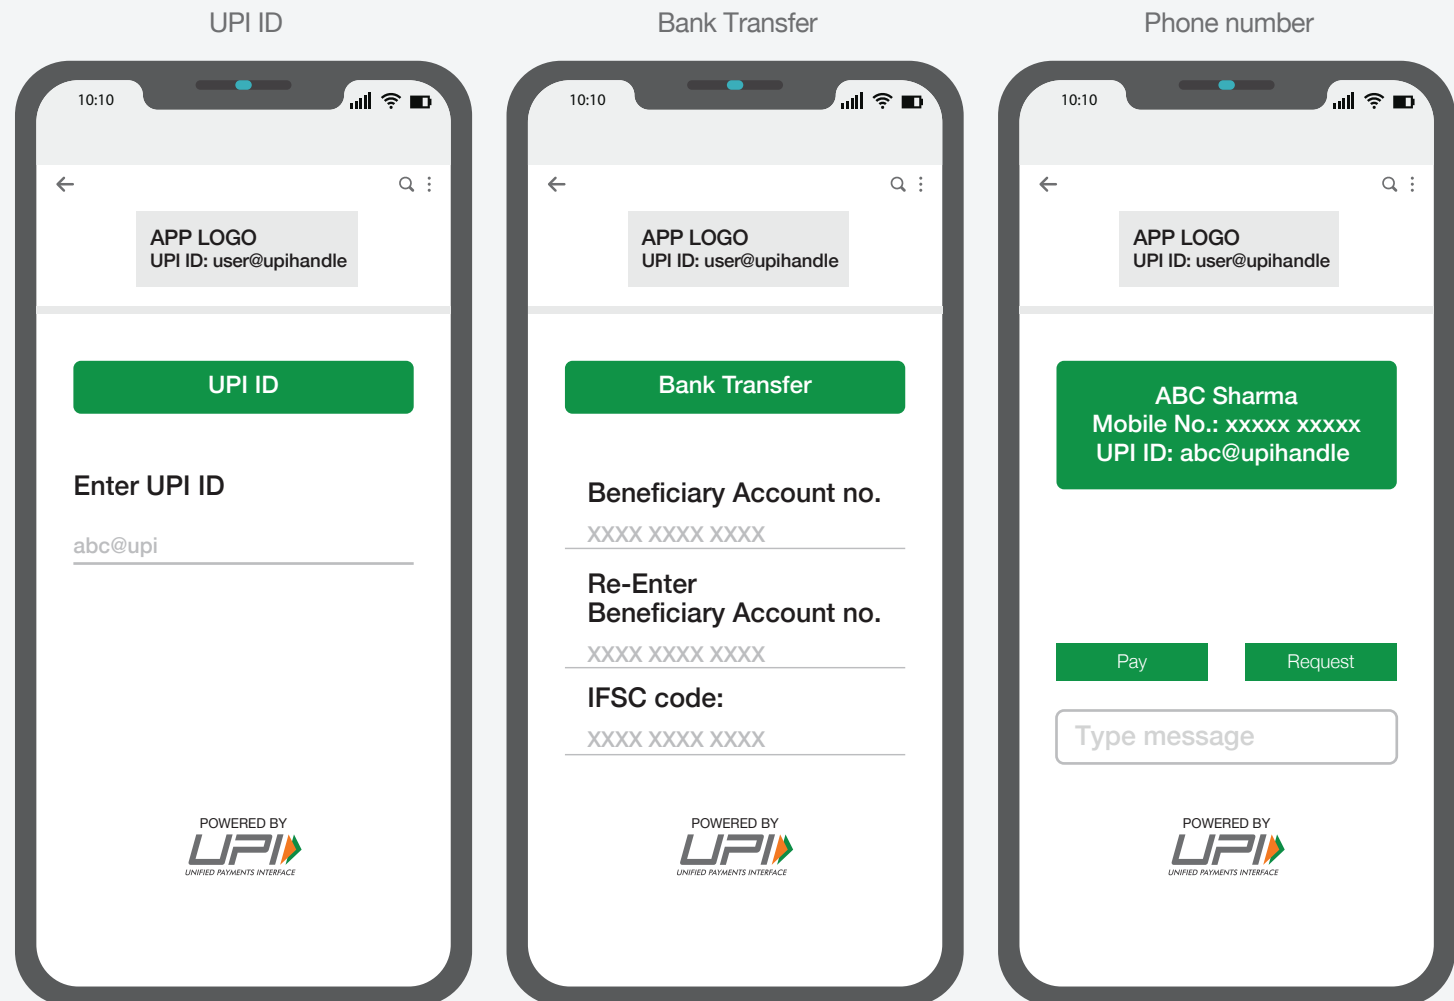 UPI ID
10:10
APP LOGO
UPI ID: user@upihandle
UPI ID
Enter UPI ID
abc@upi
POWERED BY
UPI
UNIFIED PAYMENTS INTERFACE
Bank Transfer
10:10
APP LOGO
UPI ID: user@upihandle
Bank Transfer
Beneficiary Account no.
XXXX XXXX XXXX
Re-Enter
Beneficiary Account no.
XXXX XXXX XXXX
IFSC code:
XXXX XXXX XXXX
POWERED BY
UPI
UNIFIED PAYMENTS INTERFACE
Phone number
10:10
APP LOGO
UPI ID: user@upihandle
ABC Sharma
Mobile No.: xxxxx xxxxx
UPI ID: abc@upihandle
Pay
Request
Type message
POWERED BY
UPI
UNIFIED PAYMENTS INTERFACE